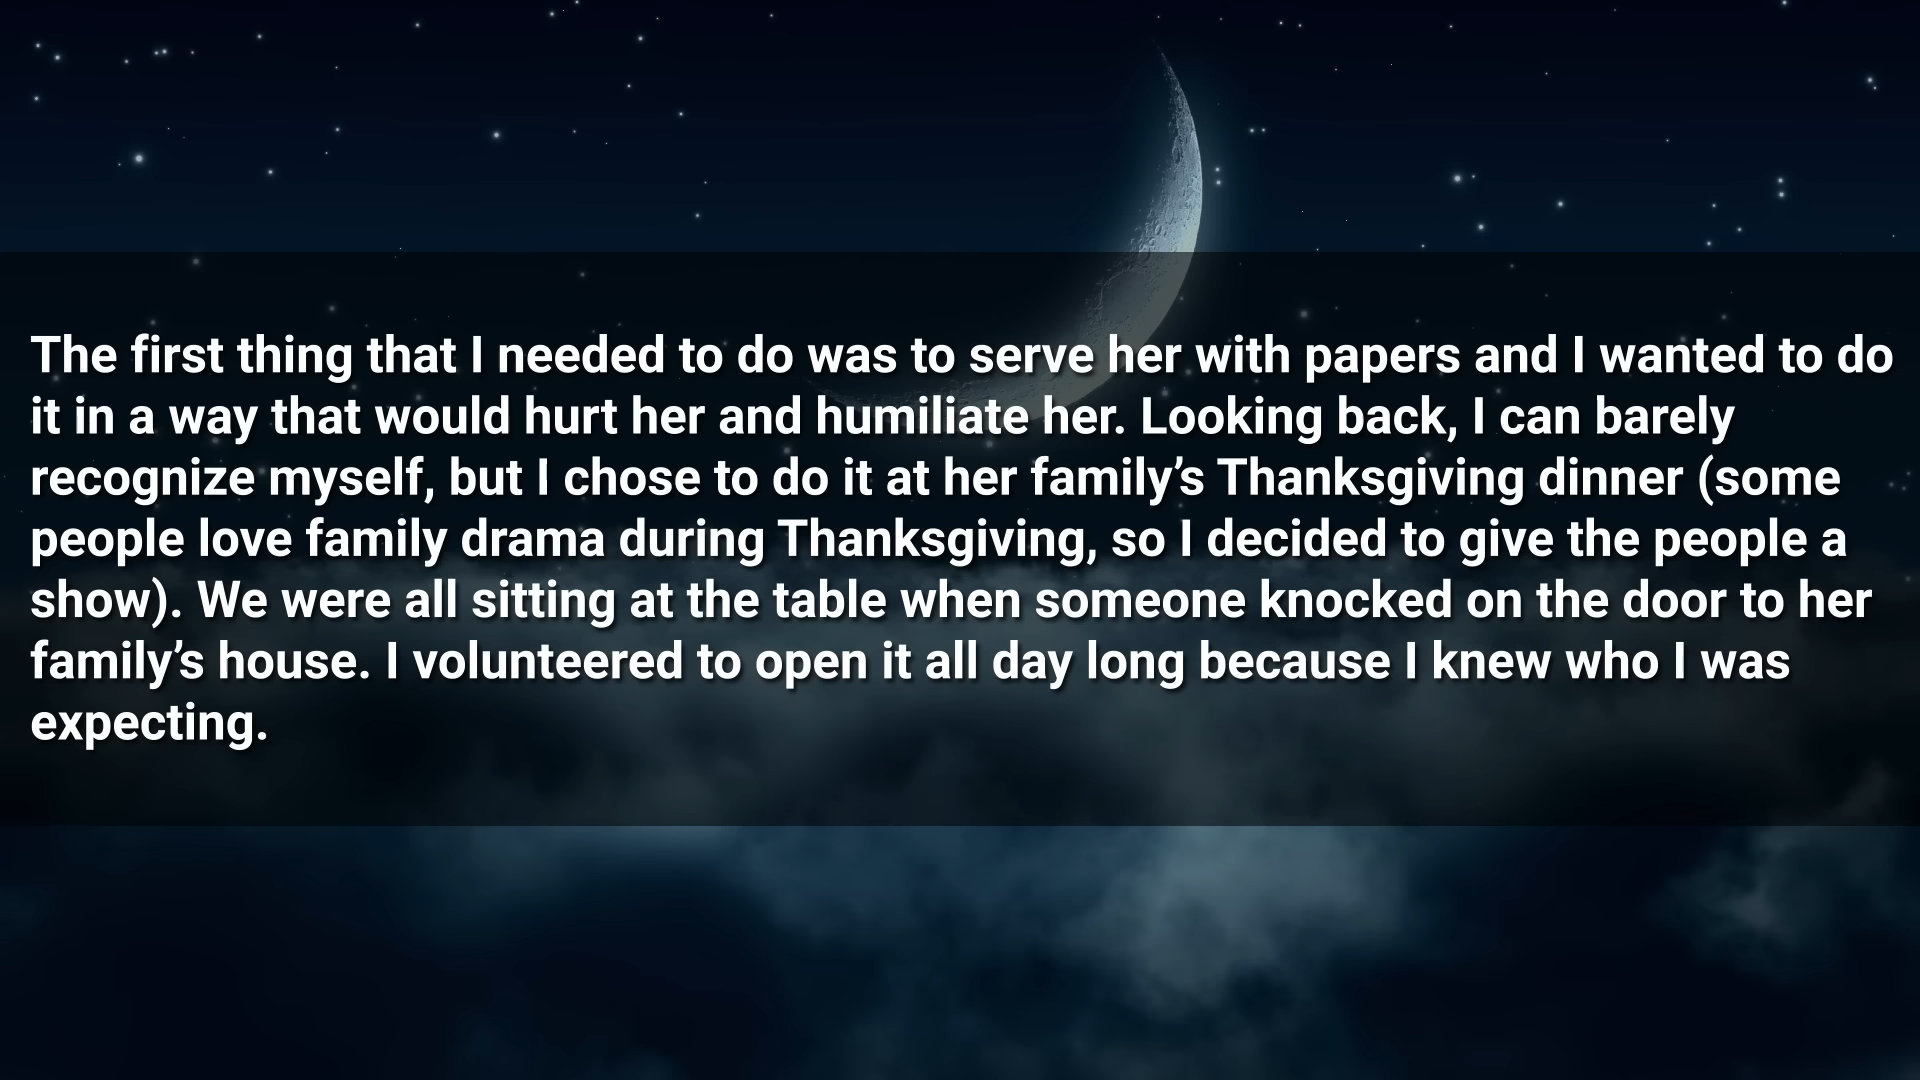 The first thing that I needed to do was to serve her with papers and I wanted to do
it in a way that would hurt her and humiliate her. Looking back, I can barely
recognize myself, but I chose to do it at her family’s Thanksgiving dinner (some
people love family drama during Thanksgiving, so I decided to give the people a
show). We were all sitting at the table when someone knocked on the door to her
family’s house. I volunteered to open it all day long because I knew who I was
expecting.